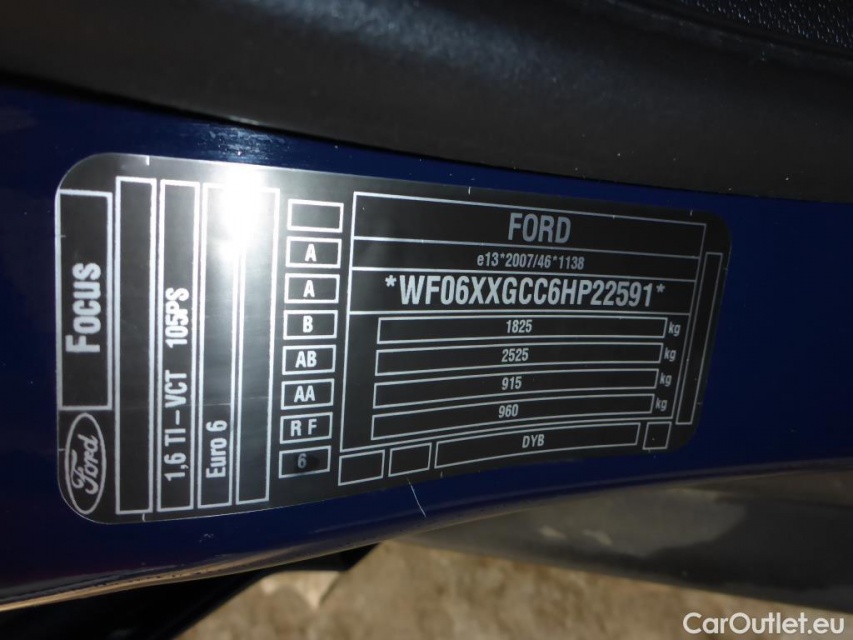 FOCUS
Ford
1,6 TI-VCT 105PS
Euro 6
A
A
B
AB
AA
R F
6
FORD
e13*2007/46*1138
*WF06XXGCC6HP22591*
1825 kg
2525 kg
915 kg
960 kg
DYB
CarOutlet.eu